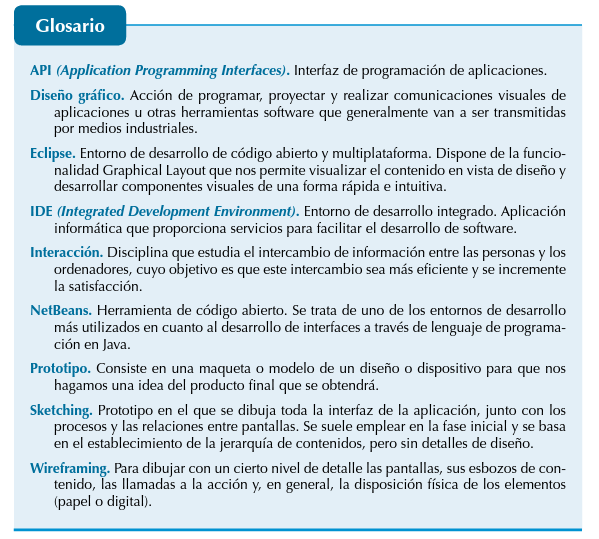 Glosario
API (Application Programming Interfaces). Interfaz de programación de aplicaciones.
Diseño gráfico. Acción de programar, proyectar y realizar comunicaciones visuales de
aplicaciones u otras herramientas software que generalmente van a ser transmitidas
por medios industriales.
Eclipse. Entorno de desarrollo de código abierto y multiplataforma. Dispone de la funcio-
nalidad Graphical Layout que nos permite visualizar el contenido en vista de diseño y
desarrollar componentes visuales de una forma rápida e intuitiva.
IDE (Integrated Development Environment). Entorno de desarrollo integrado. Aplicación
informática que proporciona servicios para facilitar el desarrollo de software.
Interacción. Disciplina que estudia el intercambio de información entre las personas y los
ordenadores, cuyo objetivo es que este intercambio sea más eficiente y se incremente
la satisfacción.
NetBeans. Herramienta de código abierto. Se trata de uno de los entornos de desarrollo
más utilizados en cuanto al desarrollo de interfaces a través de lenguaje de programa-
ción en Java.
Prototipo. Consiste en una maqueta o modelo de un diseño o dispositivo para que nos
hagamos una idea del producto final que se obtendrá.
Sketching. Prototipo en el que se dibuja toda la interfaz de la aplicación, junto con los
procesos y las relaciones entre pantallas. Se suele emplear en la fase inicial y se basa
en el establecimiento de la jerarquía de contenidos, pero sin detalles de diseño.
Wireframing. Para dibujar con un cierto nivel de detalle las pantallas, sus esbozos de con-
tenido, las llamadas a la acción y, en general, la disposición física de los elementos
(papel o digital).